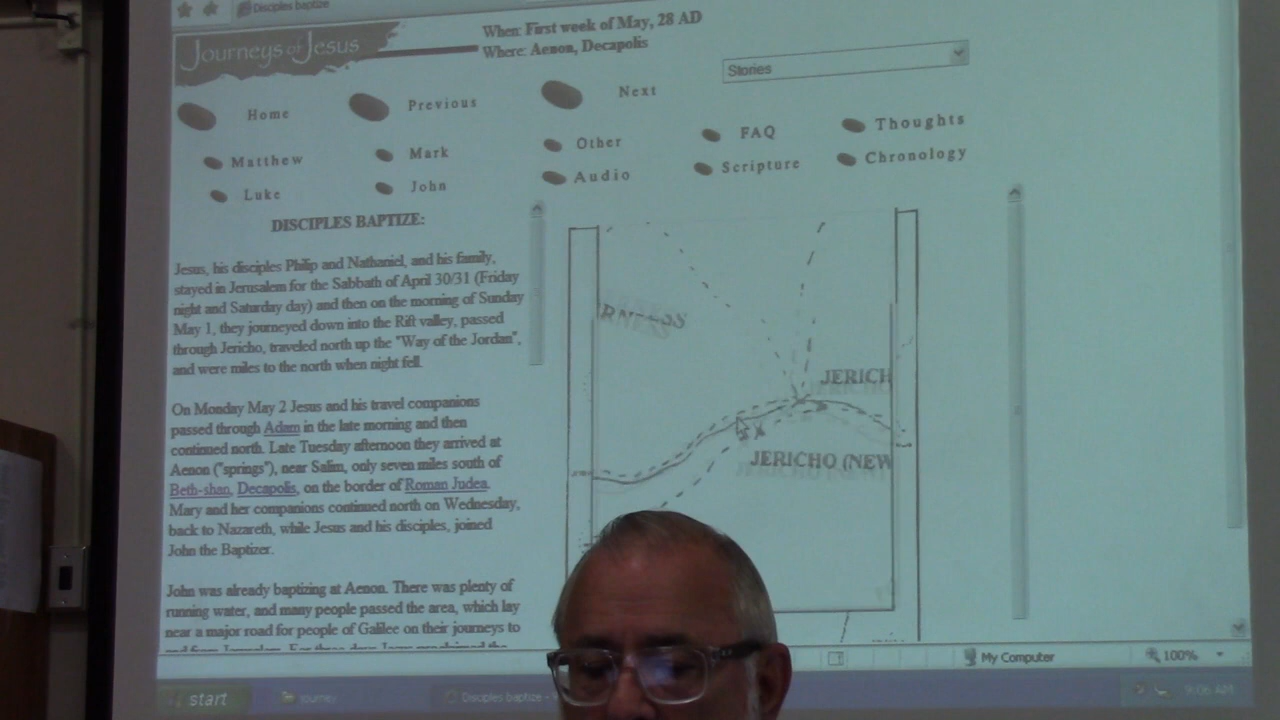 Disciples baptize
Journeys of Jesus
When: First week of May, 28 AD
Where: Aenon, Decapolis
Stories
Home
Previous
Next
Matthew
Mark
Other
FAQ
Thoughts
Luke
John
Audio
Scripture
Chronology
DISCIPLES BAPTIZE:
Jesus, his disciples Philip and Nathaniel, and his family,
stayed in Jerusalem for the Sabbath of April 30/31 (Friday
night and Saturday day) and then on the morning of Sunday
May 1, they journeyed down into the Rift valley, passed
through Jericho, traveled north up the "Way of the Jordan",
and were miles to the north when night fell.
On Monday May 2 Jesus and his travel companions
passed through Adam in the late morning and then
continued north. Late Tuesday afternoon they arrived at
Aenon ("springs"), near Salim, only seven miles south of
Beth-shan, Decapolis, on the border of Roman Judea.
Mary and her companions continued north on Wednesday,
back to Nazareth, while Jesus and his disciples, joined
John the Baptizer.
John was already baptizing at Aenon. There was plenty of
running water, and many people passed the area, which lay
near a major road for people of Galilee on their journeys to
RNESS
JERICH
JERICHO (NEW
My Computer
100%
start
Disciples baptize -
9:06 AM